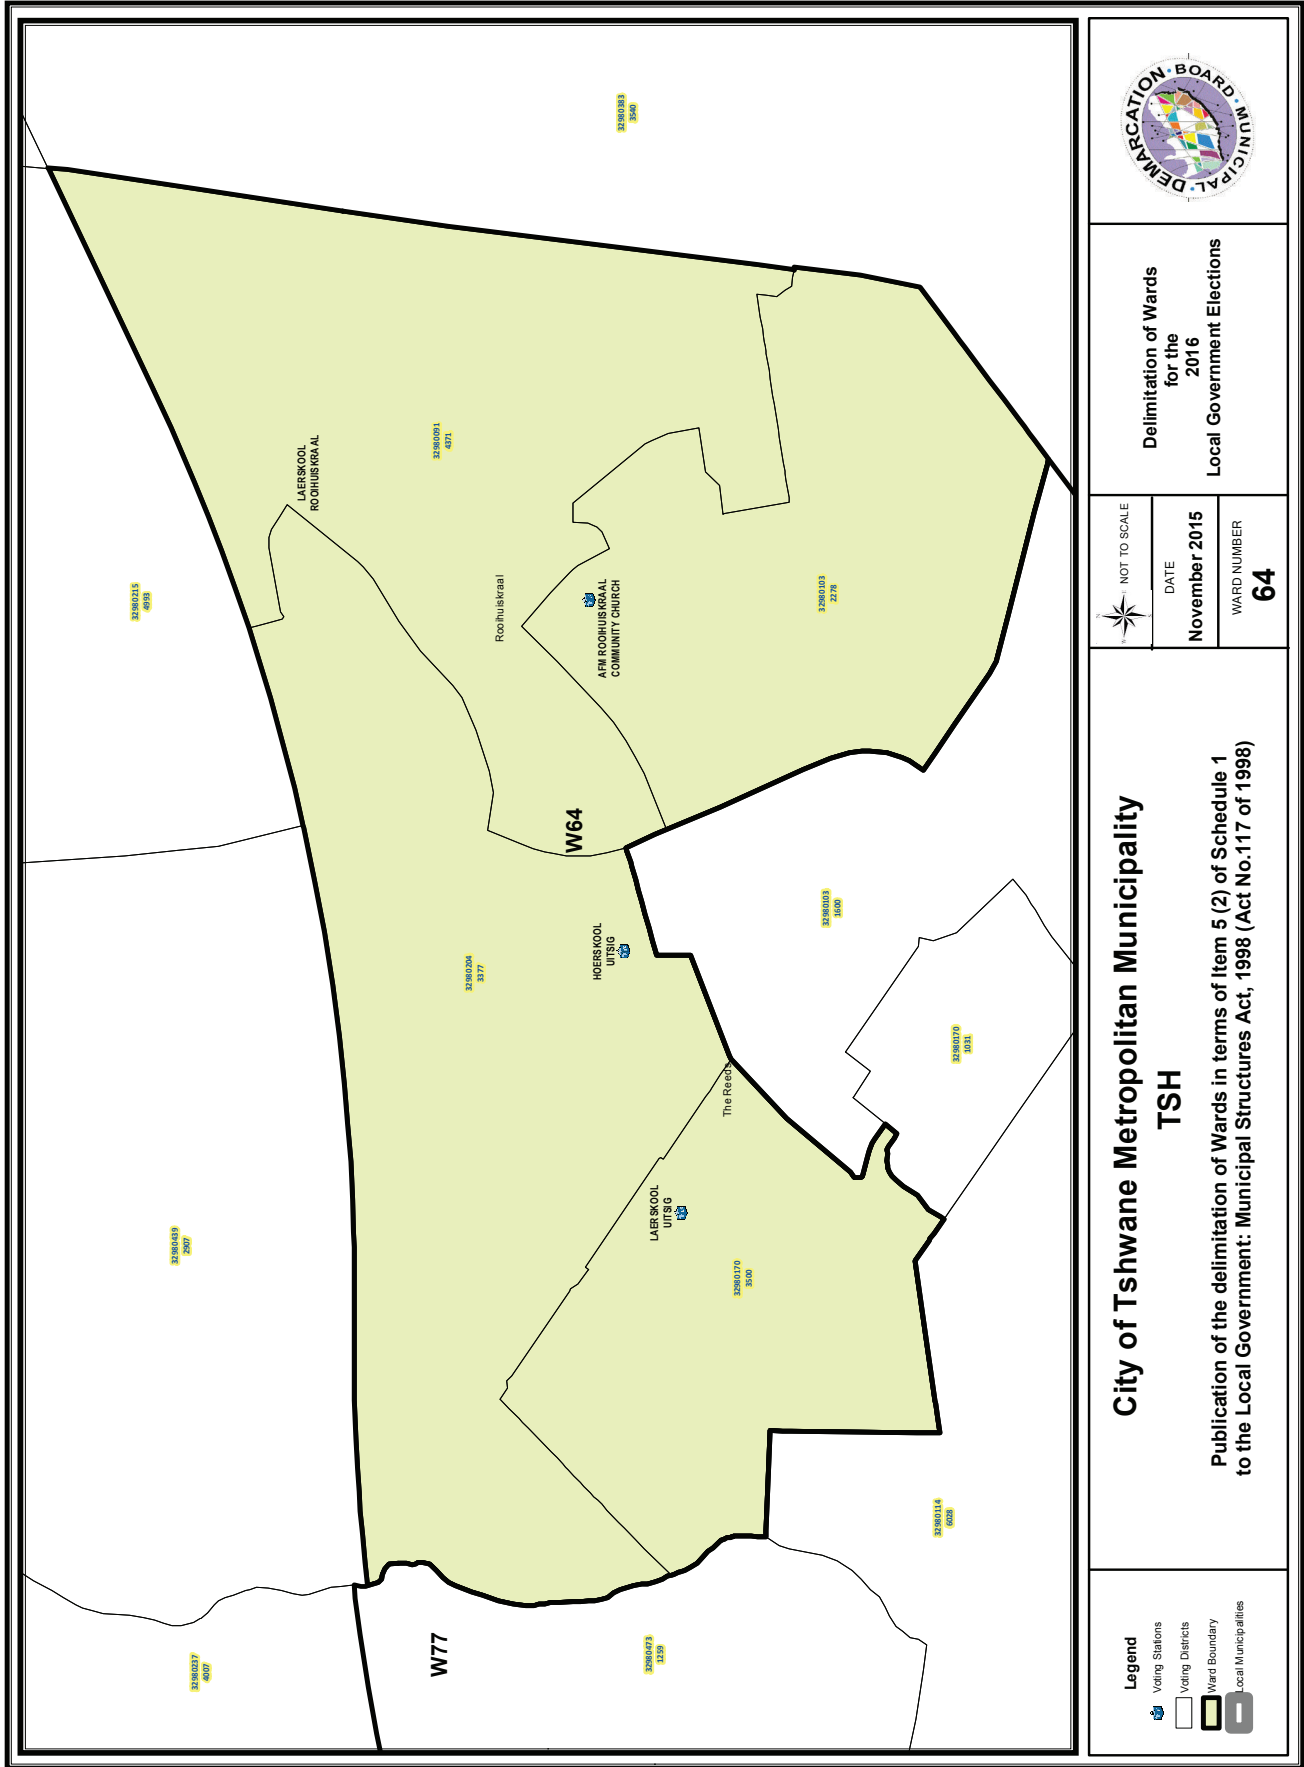 32980383
3540
32980215
4993
LAERSKOOL
ROOIHUISKRAAL
32980091
4371
Rooihuiskraal
AFM ROOIHUISKRAAL
COMMUNITY CHURCH
32980103
2278
W64
HOERSKOOL
UITSIG
32980204
3377
32980103
1600
32980170
1031
The Reeds
LAERSKOOL
UITSIG
32980170
3500
32980439
2907
32980114
6028
W77
32980237
4007
32980473
1259
Legend
Voting Stations
Voting Districts
Ward Boundary
Local Municipalities
City of Tshwane Metropolitan Municipality
TSH
Publication of the delimitation of Wards in terms of Item 5 (2) of Schedule 1
to the Local Government: Municipal Structures Act, 1998 (Act No.117 of 1998)
NOT TO SCALE
DATE
November 2015
WARD NUMBER
64
Delimitation of Wards
for the
2016
Local Government Elections
MUNICIPAL DEMARCATION BOARD